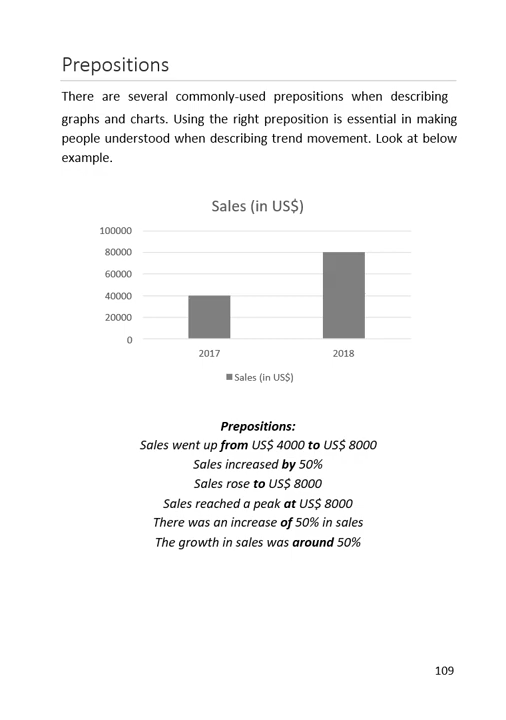 Prepositions
There are several commonly-used prepositions when describing
graphs and charts. Using the right preposition is essential in making
people understood when describing trend movement. Look at below
example.
Sales (in US$)
100000
80000
60000
40000
20000
0
2017 2018
Sales (in US$)
Prepositions:
Sales went up from US$ 4000 to US$ 8000
Sales increased by 50%
Sales rose to US$ 8000
Sales reached a peak at US$ 8000
There was an increase of 50% in sales
The growth in sales was around 50%
109